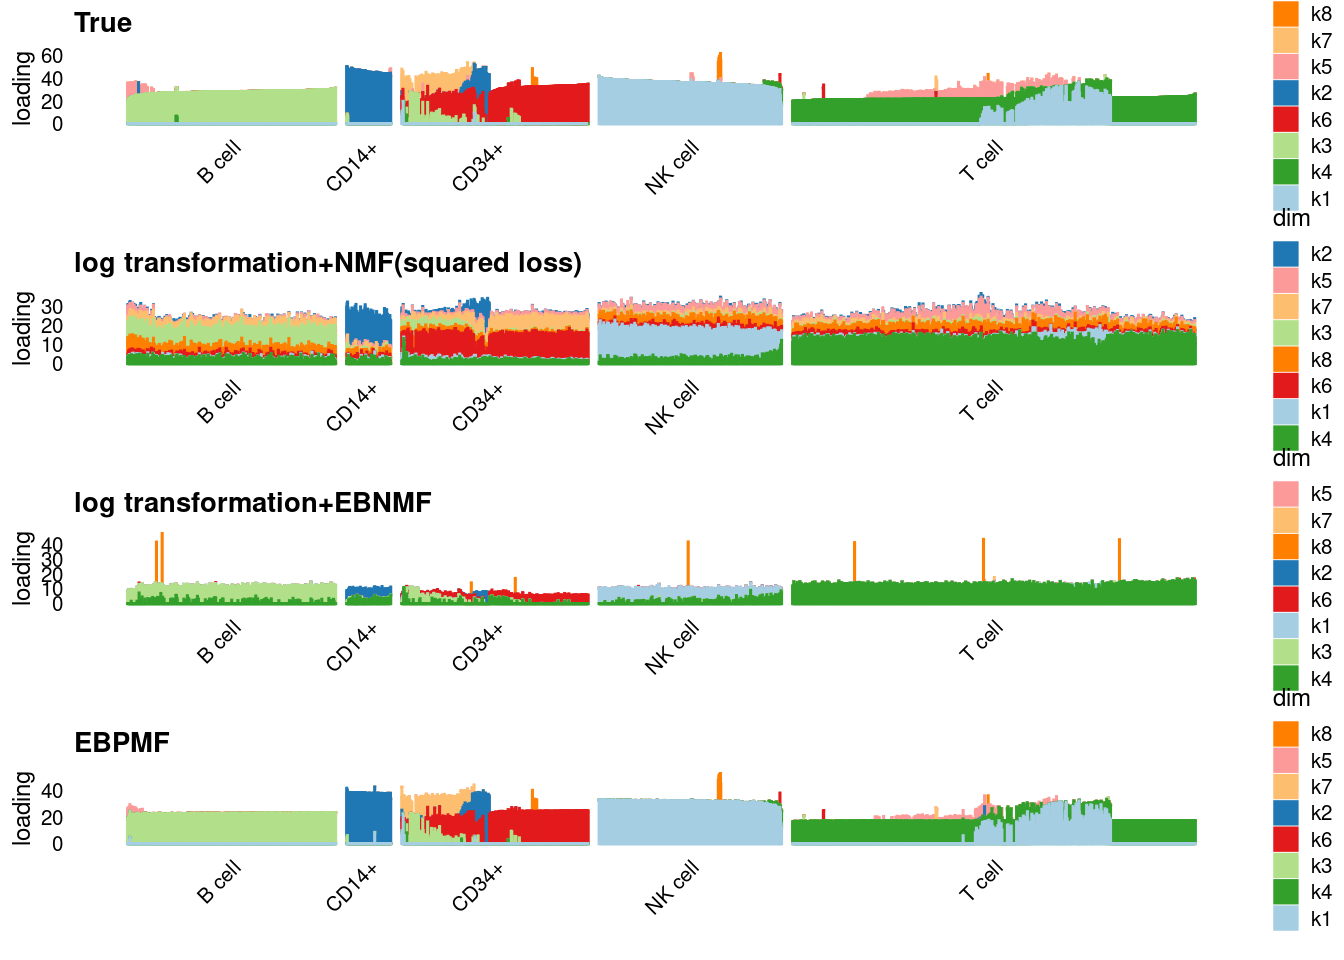 True
loading
60
40
20
0
B cell
CD14+
CD34+
NK cell
T cell
k8
k7
k5
k2
k6
k3
k4
k1
dim
log transformation+NMF(squared loss)
loading
30
20
10
0
B cell
CD14+
CD34+
NK cell
T cell
k2
k5
k7
k3
k8
k6
k1
k4
dim
log transformation+EBNMF
loading
40
30
20
10
0
B cell
CD14+
CD34+
NK cell
T cell
k5
k7
k8
k2
k6
k1
k3
k4
dim
EBPMF
loading
40
20
0
B cell
CD14+
CD34+
NK cell
T cell
k8
k5
k7
k2
k6
k3
k4
k1